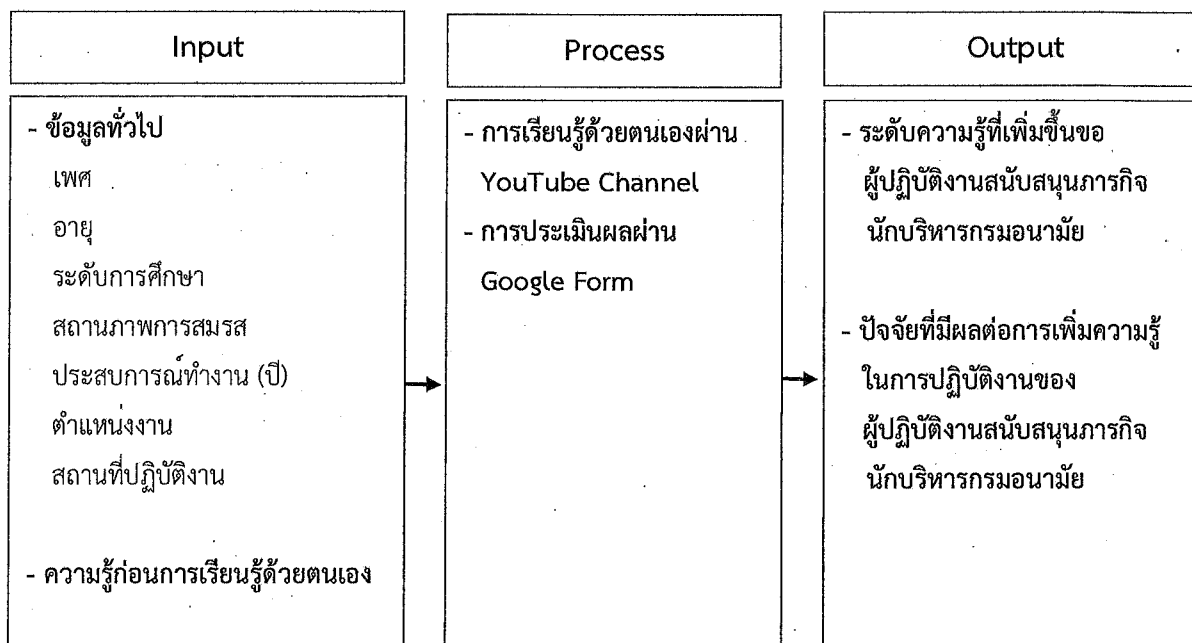 Input
- ข้อมูลทั่วไป
เพศ
อายุ
ระดับการศึกษา
สถานภาพการสมรส
ประสบการณ์ทำงาน (ปี)
ตำแหน่งงาน
สถานที่ปฏิบัติงาน
- ความรู้ก่อนการเรียนรู้ด้วยตนเอง
Process
- การเรียนรู้ด้วยตนเองผ่าน
YouTube Channel
- การประเมินผลผ่าน
Google Form
Output
- ระดับความรู้ที่เพิ่มขึ้นขอ
ผู้ปฏิบัติงานสนับสนุนภารกิจ
นักบริหารกรมอนามัย
- ปัจจัยที่มีผลต่อการเพิ่มความรู้
ในการปฏิบัติงานของ
ผู้ปฏิบัติงานสนับสนุนภารกิจ
นักบริหารกรมอนามัย